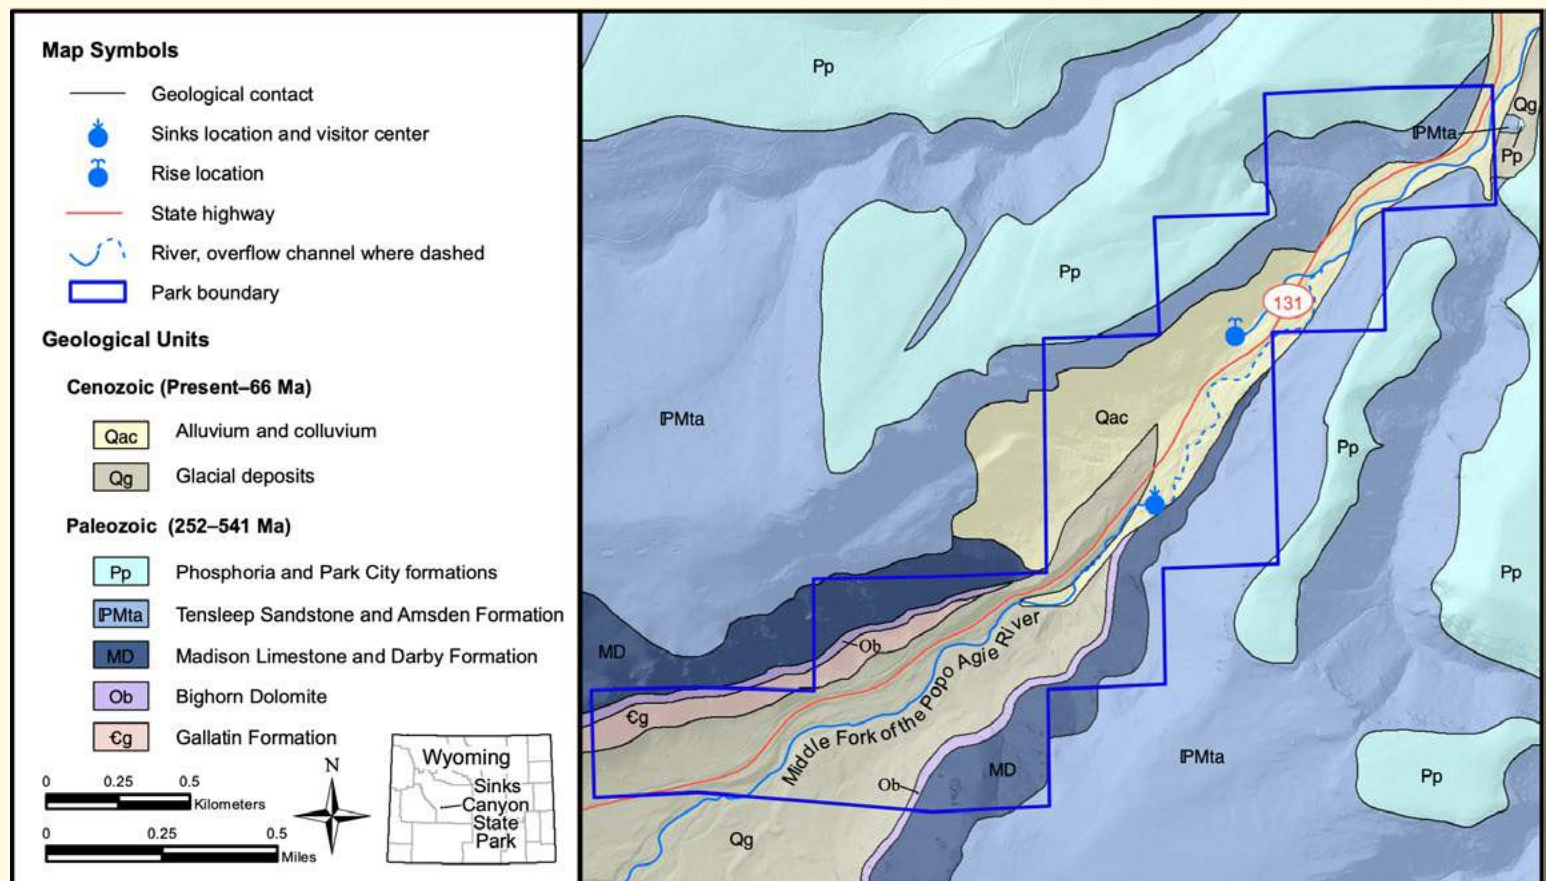 Map Symbols
Geological contact
Sinks location and visitor center
Rise location
State highway
River, overflow channel where dashed
Park boundary
Geological Units
Cenozoic (Present–66 Ma)
Qac Alluvium and colluvium
Qg Glacial deposits
Paleozoic (252–541 Ma)
Pp Phosphoria and Park City formations
ℙMta Tensleep Sandstone and Amsden Formation
MD Madison Limestone and Darby Formation
Ob Bighorn Dolomite
Єg Gallatin Formation
0 0.25 0.5
Kilometers
0 0.25 0.5
Miles
N
Wyoming
Sinks
Canyon
State
Park
Pp
Qg
ℙMta
Pp
Pp
131
ℙMta
Qac
Pp
Pp
MD
Ob
Єg
Middle Fork of the Popo Agie River
Ob
MD
ℙMta
Pp
Qg